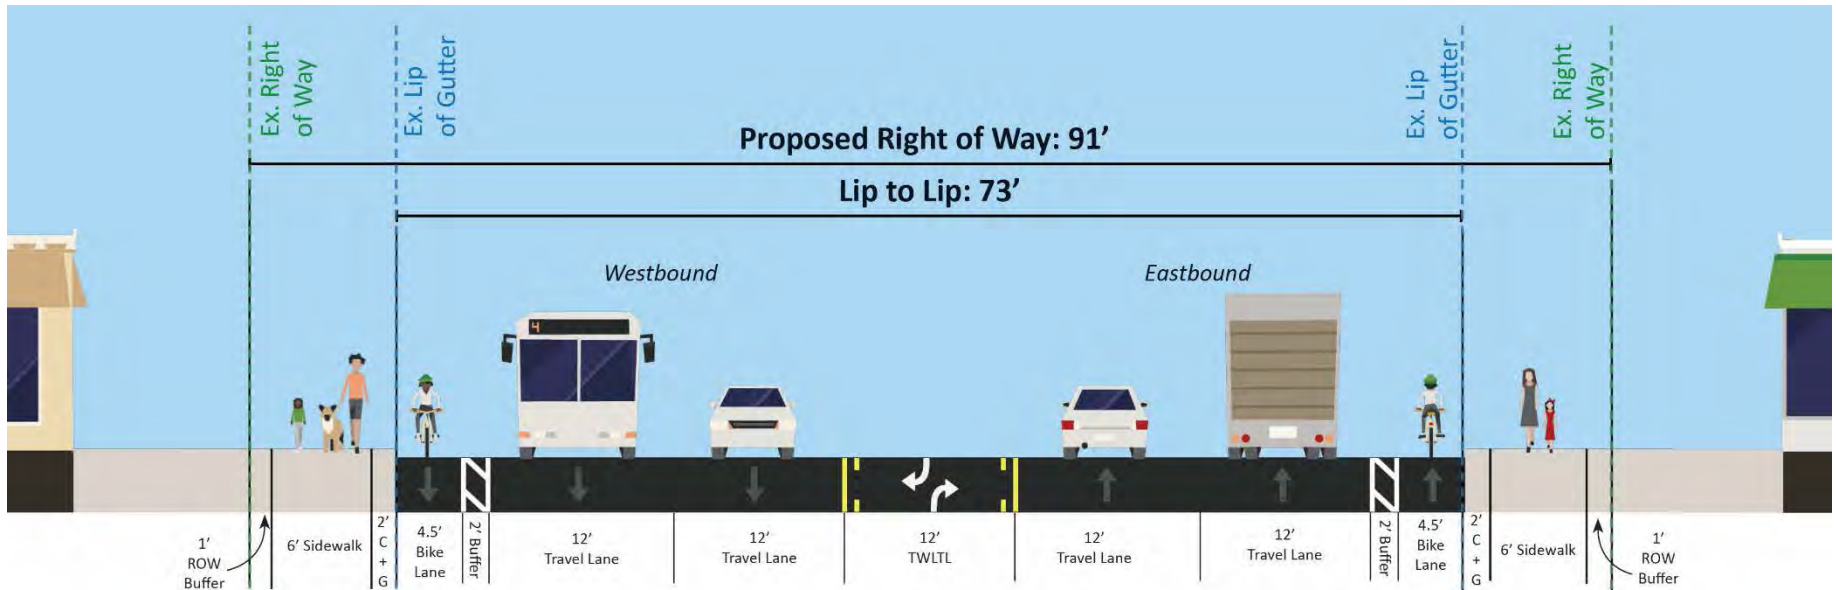 Ex. Right
of Way
Ex. Lip
of Gutter
Ex. Lip
of Gutter
Ex. Right
of Way
Proposed Right of Way: 91’
Lip to Lip: 73’
Westbound
Eastbound
4
1’
ROW
Buffer
6’ Sidewalk
2’
C
+
G
4.5’
Bike
Lane
2’ Buffer
12’
Travel Lane
12’
Travel Lane
12’
TWLTL
12’
Travel Lane
12’
Travel Lane
2’ Buffer
4.5’
Bike
Lane
2’
C
+
G
6’ Sidewalk
1’
ROW
Buffer